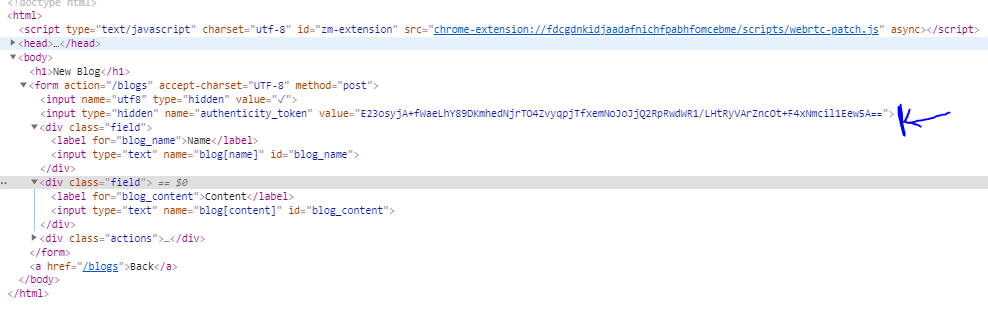 <!doctype html>
<html>
<script type="text/javascript" charset="utf-8" id="zm-extension" src="chrome-extension://fdcgdnkidjaadafnichfpabhfomcebme/scripts/webrtc-patch.js" async></script>
<head>…</head>
<body>
<h1>New Blog</h1>
<form action="/blogs" accept-charset="UTF-8" method="post">
<input name="utf8" type="hidden" value="✓">
<input type="hidden" name="authenticity_token" value="E23osyjA+fWaeLhY89DKmhedNjrTO4ZvyqpjTfxemNoJoJjQ2RpRwdWR1/LHtRyVArZncOt+F4xNmcil1Eew5A==">
<div class="field">
<label for="blog_name">Name</label>
<input type="text" name="blog[name]" id="blog_name">
</div>
<div class="field"> == $0
<label for="blog_content">Content</label>
<input type="text" name="blog[content]" id="blog_content">
</div>
<div class="actions">…</div>
</form>
<a href="/blogs">Back</a>
</body>
</html>